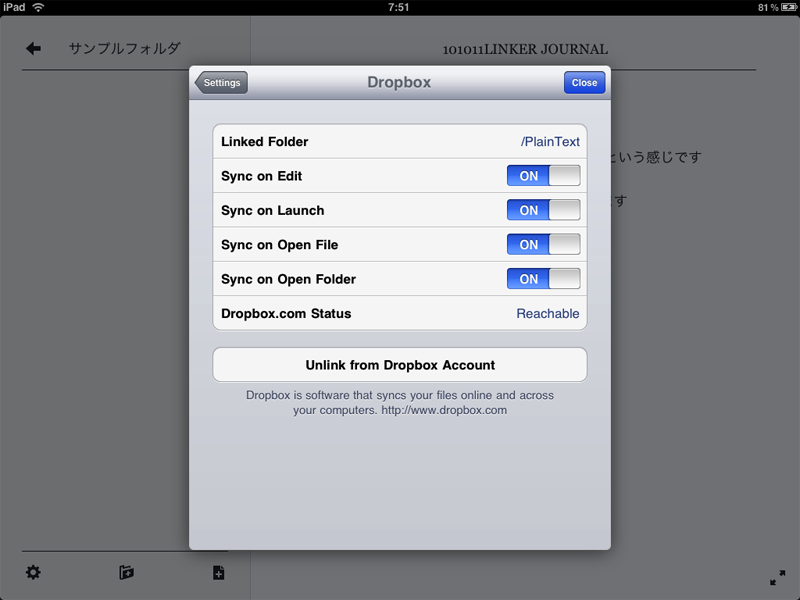 iPad 7:51 81 %
サンプルフォルダ 101011LINKER JOURNAL
Settings Dropbox Close
Linked Folder /PlainText
という感じです
Sync on Edit ON
ます
Sync on Launch ON
Sync on Open File ON
Sync on Open Folder ON
Dropbox.com Status Reachable
Unlink from Dropbox Account
Dropbox is software that syncs your files online and across
your computers. http://www.dropbox.com